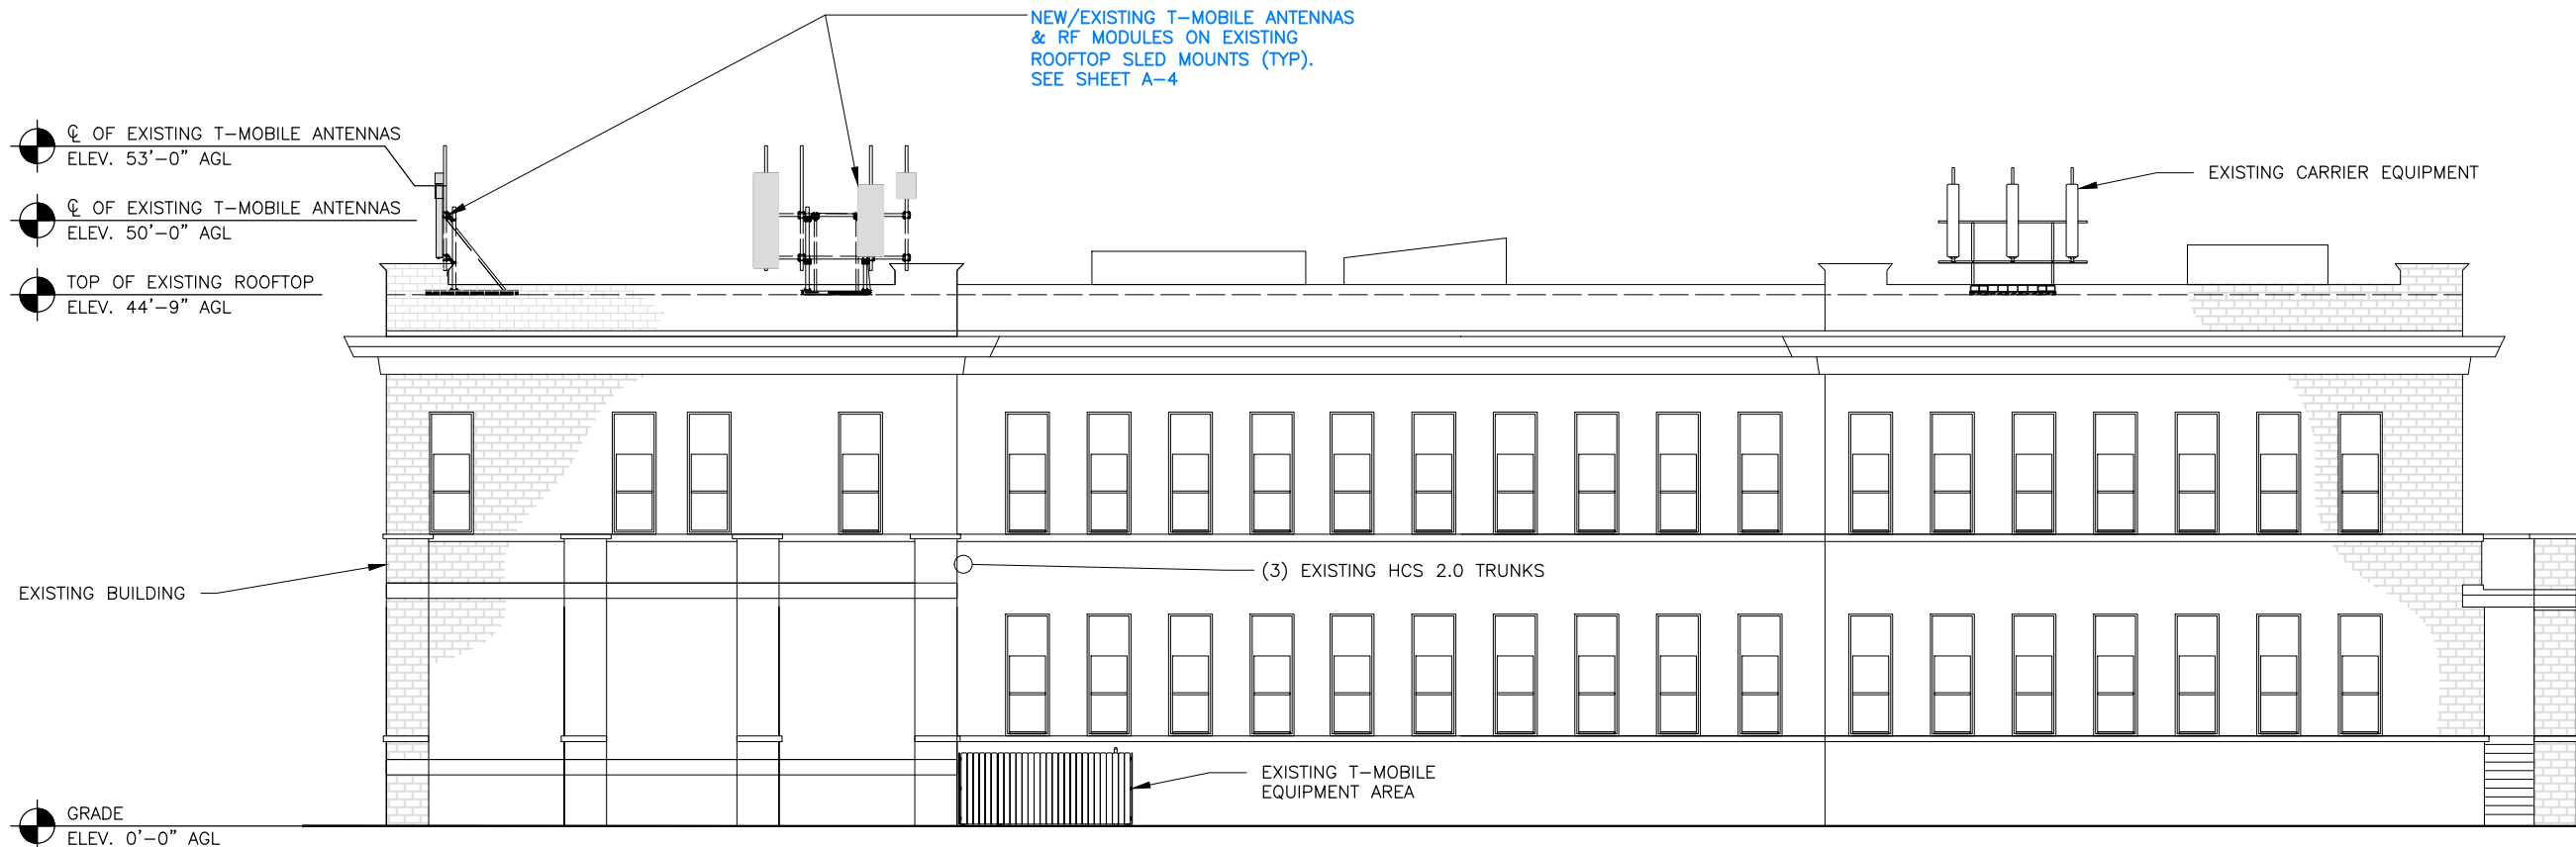 NEW/EXISTING T-MOBILE ANTENNAS
& RF MODULES ON EXISTING
ROOFTOP SLED MOUNTS (TYP).
SEE SHEET A-4
℄ OF EXISTING T-MOBILE ANTENNAS
ELEV. 53'-0" AGL
℄ OF EXISTING T-MOBILE ANTENNAS
ELEV. 50'-0" AGL
TOP OF EXISTING ROOFTOP
ELEV. 44'-9" AGL
EXISTING CARRIER EQUIPMENT
EXISTING BUILDING
(3) EXISTING HCS 2.0 TRUNKS
EXISTING T-MOBILE
EQUIPMENT AREA
GRADE
ELEV. 0'-0" AGL